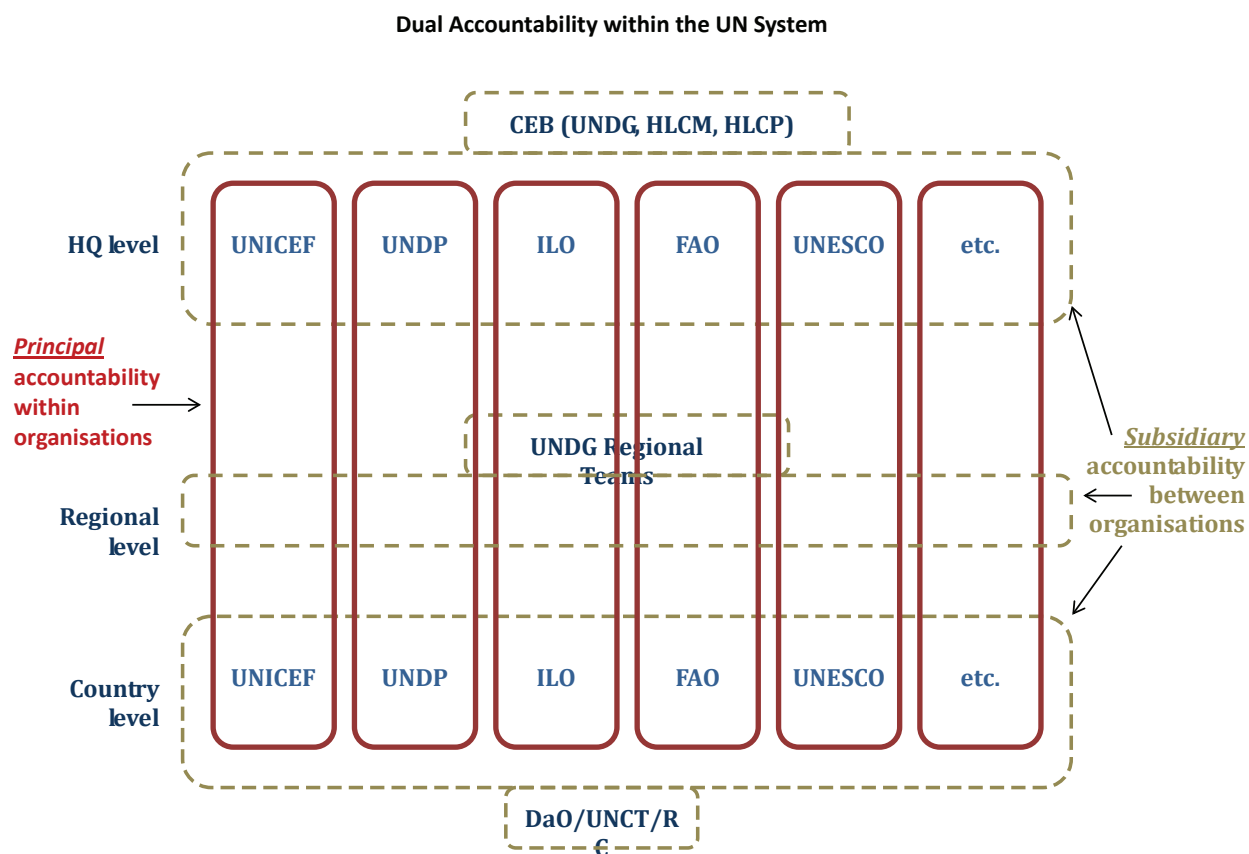 Dual Accountability within the UN System
CEB (UNDG, HLCM, HLCP)
HQ level
UNICEF
UNDP
ILO
FAO
UNESCO
etc.
Principal
accountability
within
organisations
UNDG Regional
Teams
Subsidiary
accountability
between
organisations
Regional
level
Country
level
UNICEF
UNDP
ILO
FAO
UNESCO
etc.
DaO/UNCT/R
C